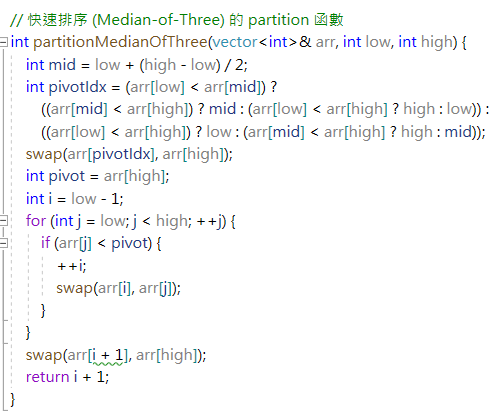 // 快速排序 (Median-of-Three) 的 partition 函數
int partitionMedianOfThree(vector<int>& arr, int low, int high) {
    int mid = low + (high - low) / 2;
    int pivotIdx = (arr[low] < arr[mid]) ?
        ((arr[mid] < arr[high]) ? mid : (arr[low] < arr[high] ? high : low)) :
        ((arr[low] < arr[high]) ? low : (arr[mid] < arr[high] ? high : mid));
    swap(arr[pivotIdx], arr[high]);
    int pivot = arr[high];
    int i = low - 1;
    for (int j = low; j < high; ++j) {
        if (arr[j] < pivot) {
            ++i;
            swap(arr[i], arr[j]);
        }
    }
    swap(arr[i + 1], arr[high]);
    return i + 1;
}